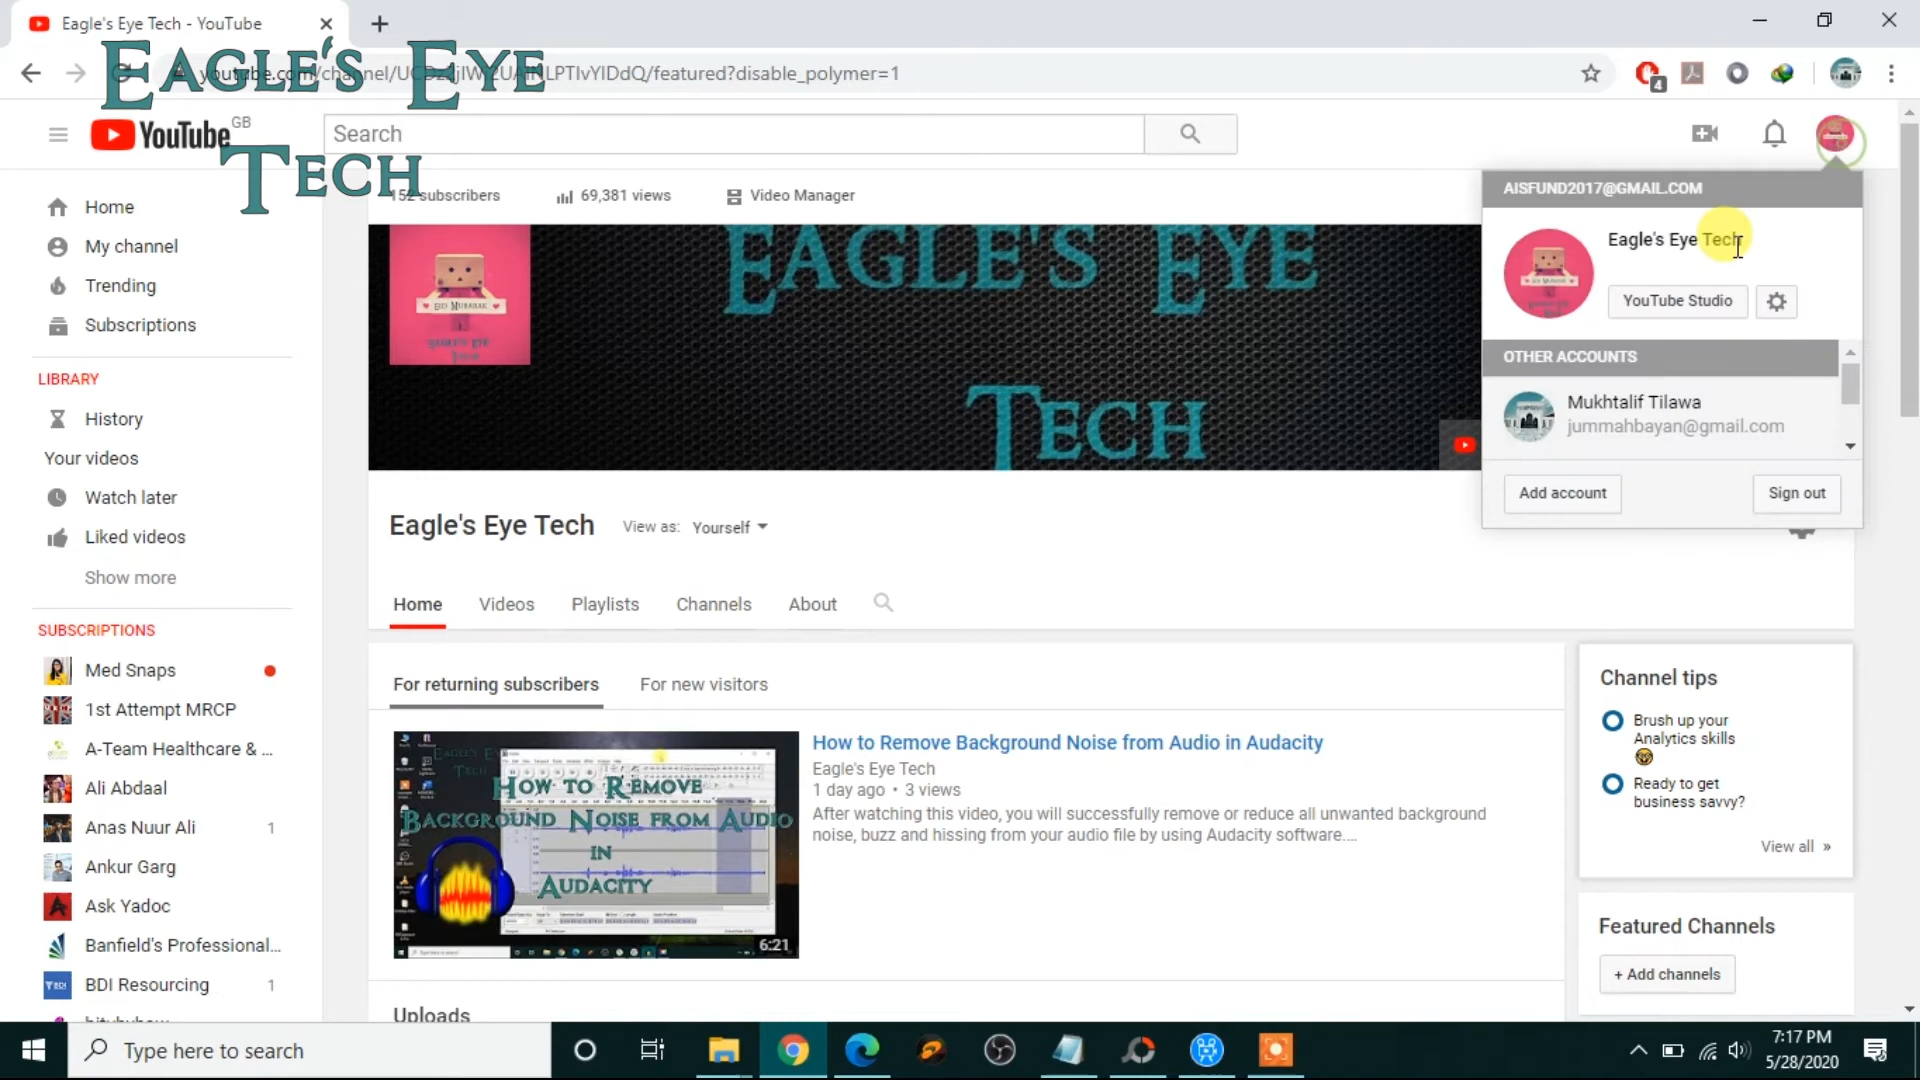 Eagle's Eye Tech - YouTube
EAGLE'S EYE
TECH
/featured?disable_polymer=1
4
YouTube GB
Search
152 subscribers
69,381 views
Video Manager
Home
My channel
Trending
Subscriptions
LIBRARY
History
Your videos
Watch later
Liked videos
Show more
SUBSCRIPTIONS
Med Snaps
1st Attempt MRCP
A-Team Healthcare & ...
Ali Abdaal
Anas Nuur Ali 1
Ankur Garg
Ask Yadoc
Banfield's Professional...
BDI Resourcing 1
EID MUBARAK
EAGLE'S EYE
TECH
AISFUND2017@GMAIL.COM
Eagle's Eye Tech
YouTube Studio
OTHER ACCOUNTS
Mukhtalif Tilawa
jummahbayan@gmail.com
Add account
Sign out
Eagle's Eye Tech
View as: Yourself
Home
Videos
Playlists
Channels
About
For returning subscribers
For new visitors
HOW TO REMOVE
BACKGROUND NOISE FROM AUDIO
IN
AUDACITY
6:21
How to Remove Background Noise from Audio in Audacity
Eagle's Eye Tech
1 day ago • 3 views
After watching this video, you will successfully remove or reduce all unwanted background
noise, buzz and hissing from your audio file by using Audacity software....
Uploads
Channel tips
Brush up your
Analytics skills
Ready to get
business savvy?
View all »
Featured Channels
+ Add channels
Type here to search
7:17 PM
5/28/2020